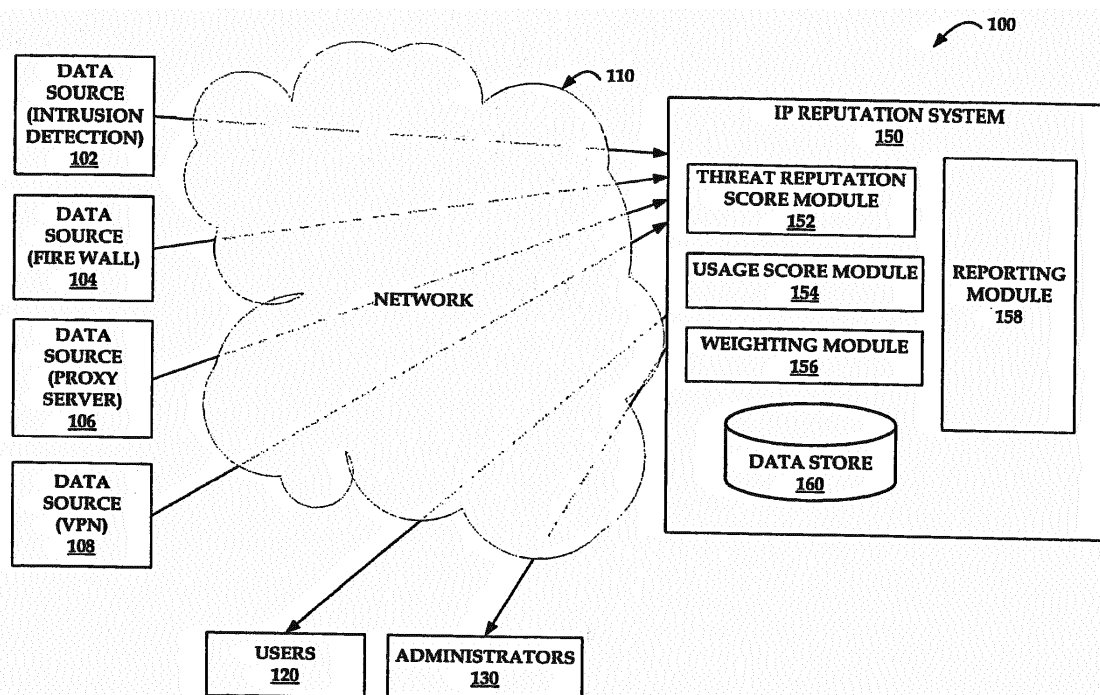 100
110
DATA
SOURCE
(INTRUSION
DETECTION)
102
DATA
SOURCE
(FIRE WALL)
104
DATA
SOURCE
(PROXY
SERVER)
106
DATA
SOURCE
(VPN)
108
NETWORK
IP REPUTATION SYSTEM
150
THREAT REPUTATION
SCORE MODULE
152
USAGE SCORE MODULE
154
WEIGHTING MODULE
156
DATA STORE
160
REPORTING
MODULE
158
USERS
120
ADMINISTRATORS
130